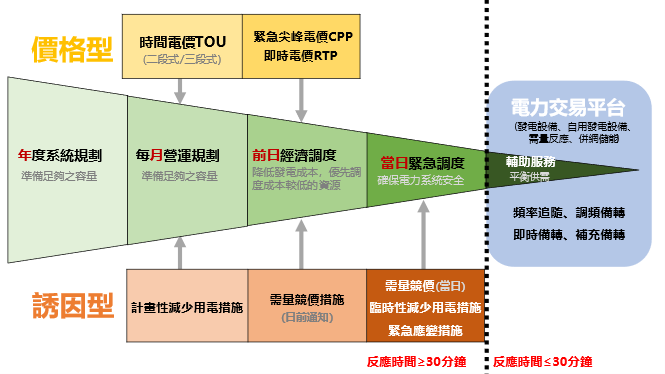 價格型
時間電價TOU
(二段式/三段式)
緊急尖峰電價CPP
即時電價RTP
年度系統規劃
準備足夠之容量
每月營運規劃
準備足夠之容量
前日經濟調度
降低發電成本，優先調
度成本較低的資源
當日緊急調度
確保電力系統安全
電力交易平台
(發電設備、自用發電設備、
需量反應、併網儲能)
輔助服務
平衡供需
頻率追隨、調頻備轉
即時備轉、補充備轉
誘因型
計畫性減少用電措施
需量競價措施
(日前通知)
需量競價(當日)
臨時性減少用電措施
緊急應變措施
反應時間≥30分鐘
反應時間≤30分鐘